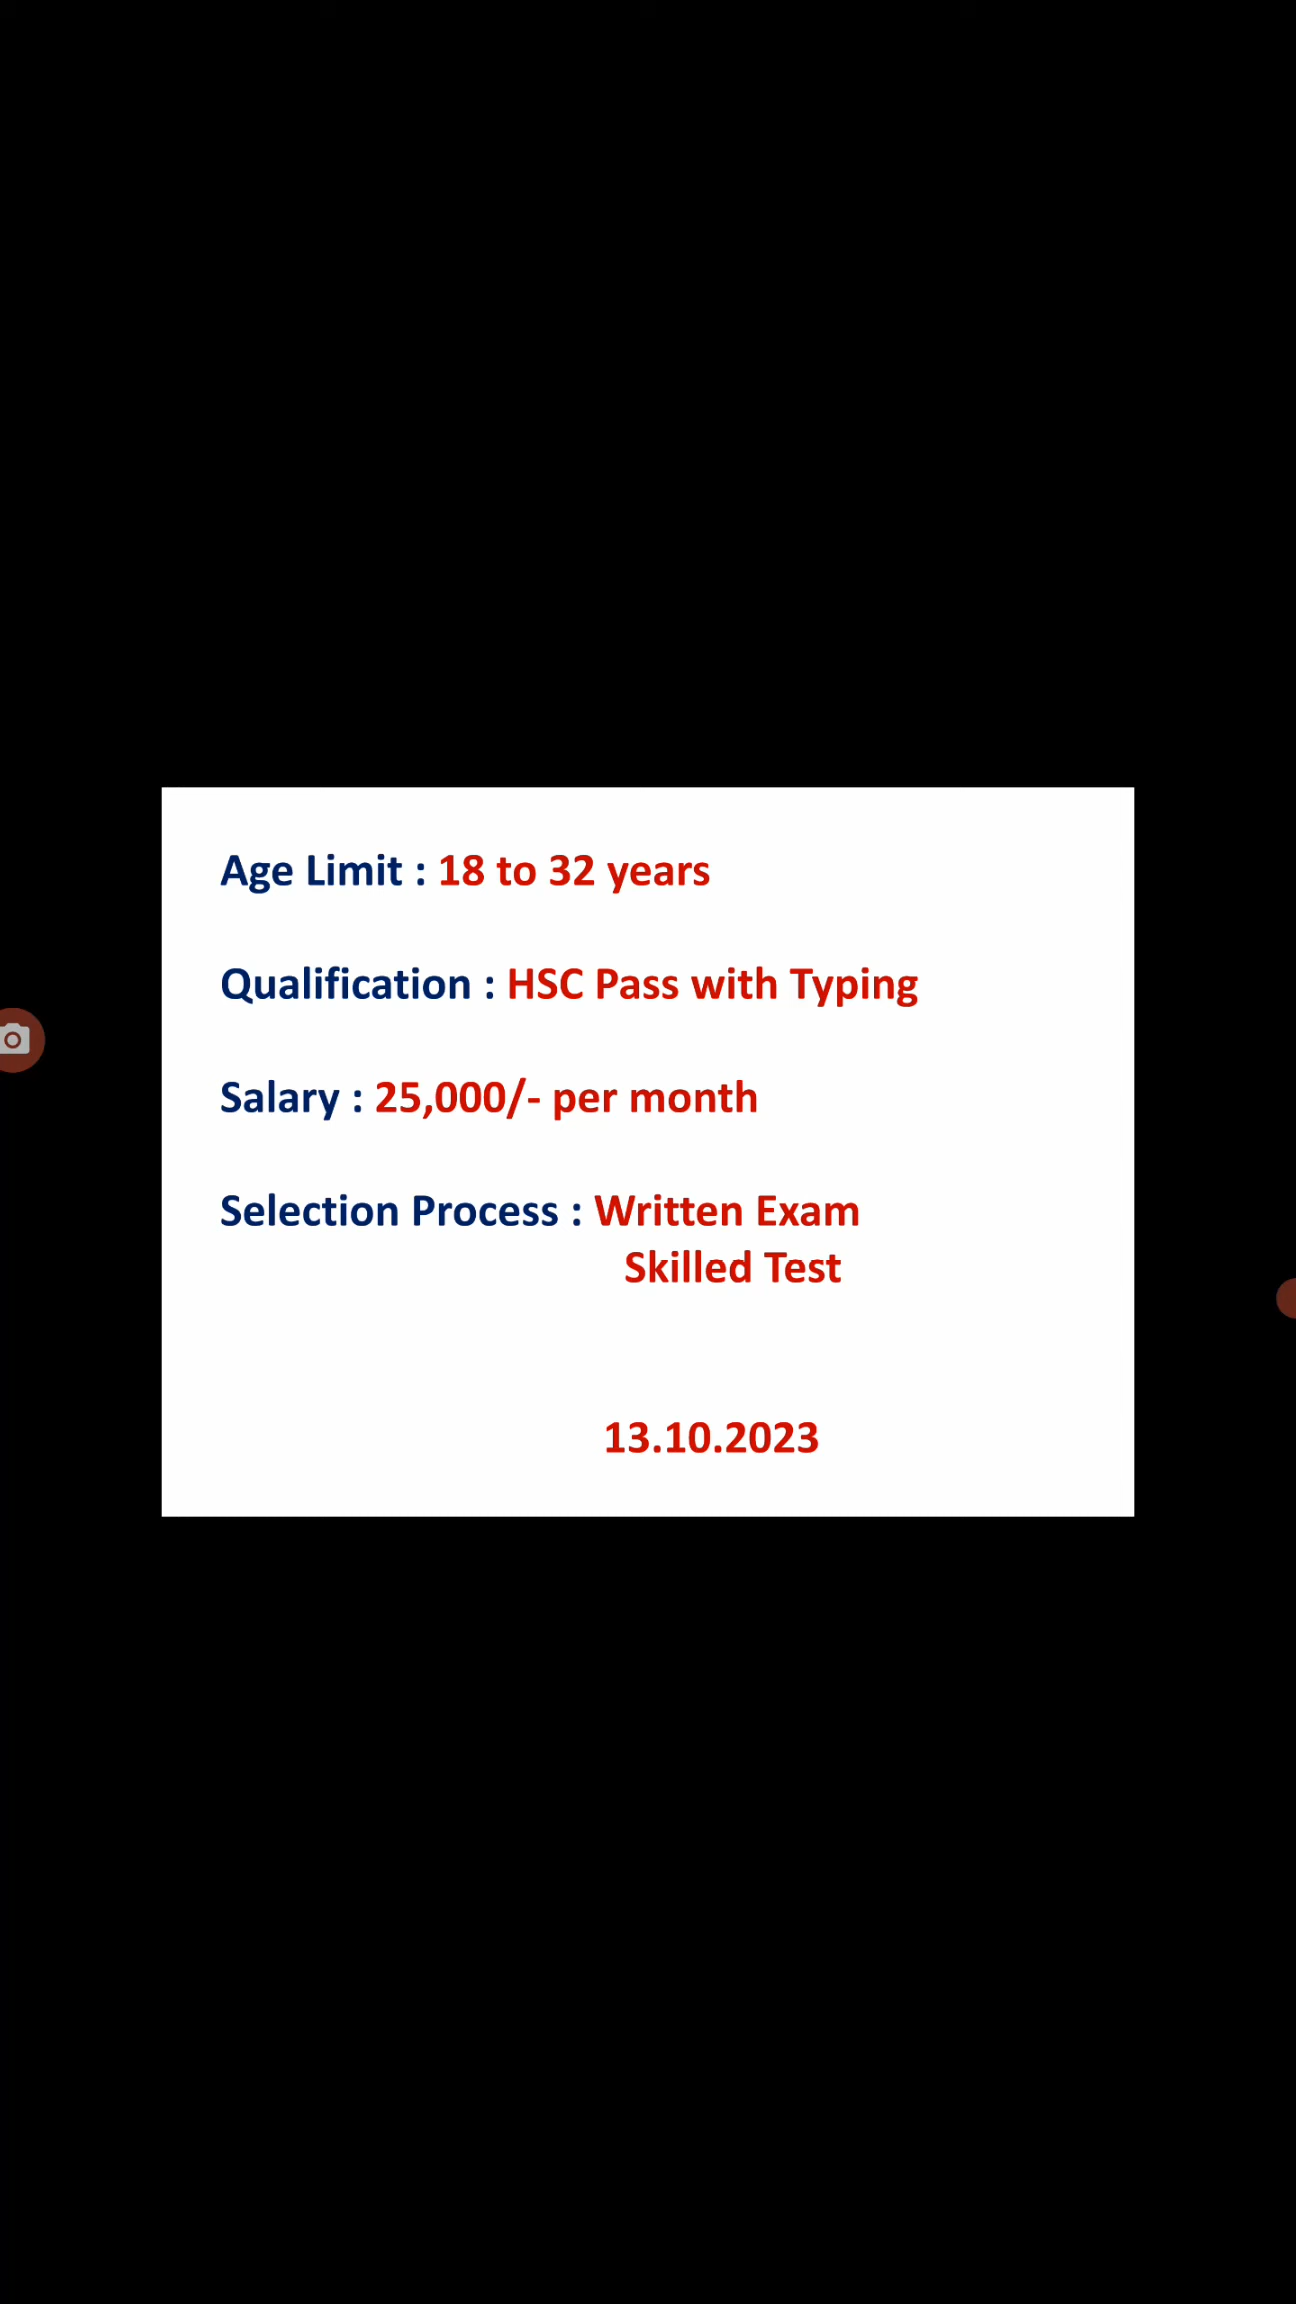 Age Limit : 18 to 32 years
Qualification : HSC Pass with Typing
Salary : 25,000/- per month
Selection Process : Written Exam
Skilled Test
13.10.2023